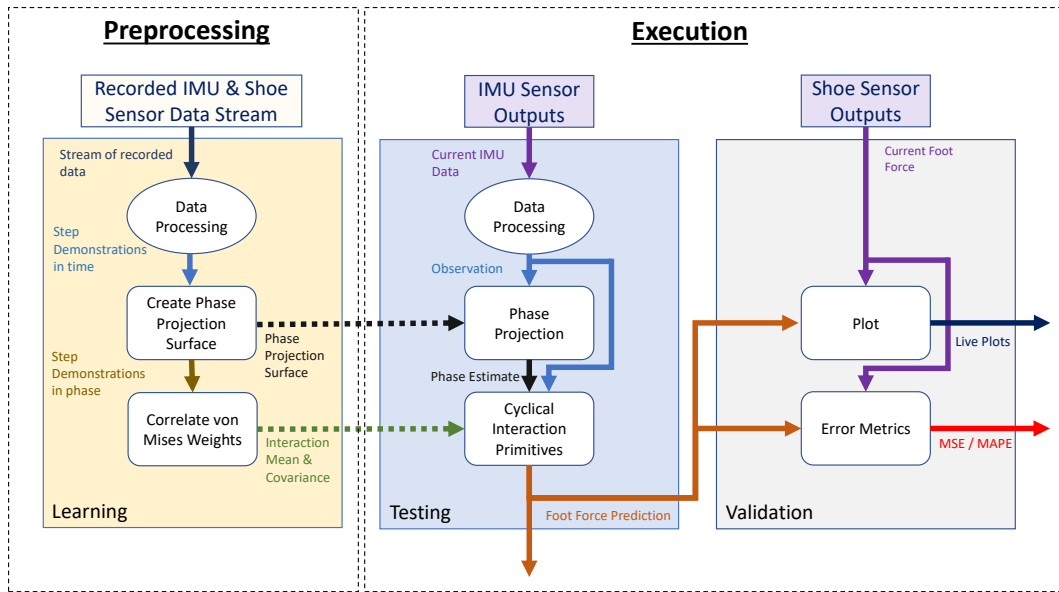 Preprocessing
Recorded IMU & Shoe
Sensor Data Stream
Stream of recorded
data
Data
Processing
Step
Demonstrations
in time
Create Phase
Projection
Surface
Phase
Projection
Surface
Step
Demonstrations
in phase
Correlate von
Mises Weights
Interaction
Mean &
Covariance
Learning
Execution
IMU Sensor
Outputs
Current IMU
Data
Data
Processing
Observation
Phase
Projection
Phase Estimate
Cyclical
Interaction
Primitives
Testing
Foot Force Prediction
Shoe Sensor
Outputs
Current Foot
Force
Plot
Live Plots
Error Metrics
MSE / MAPE
Validation